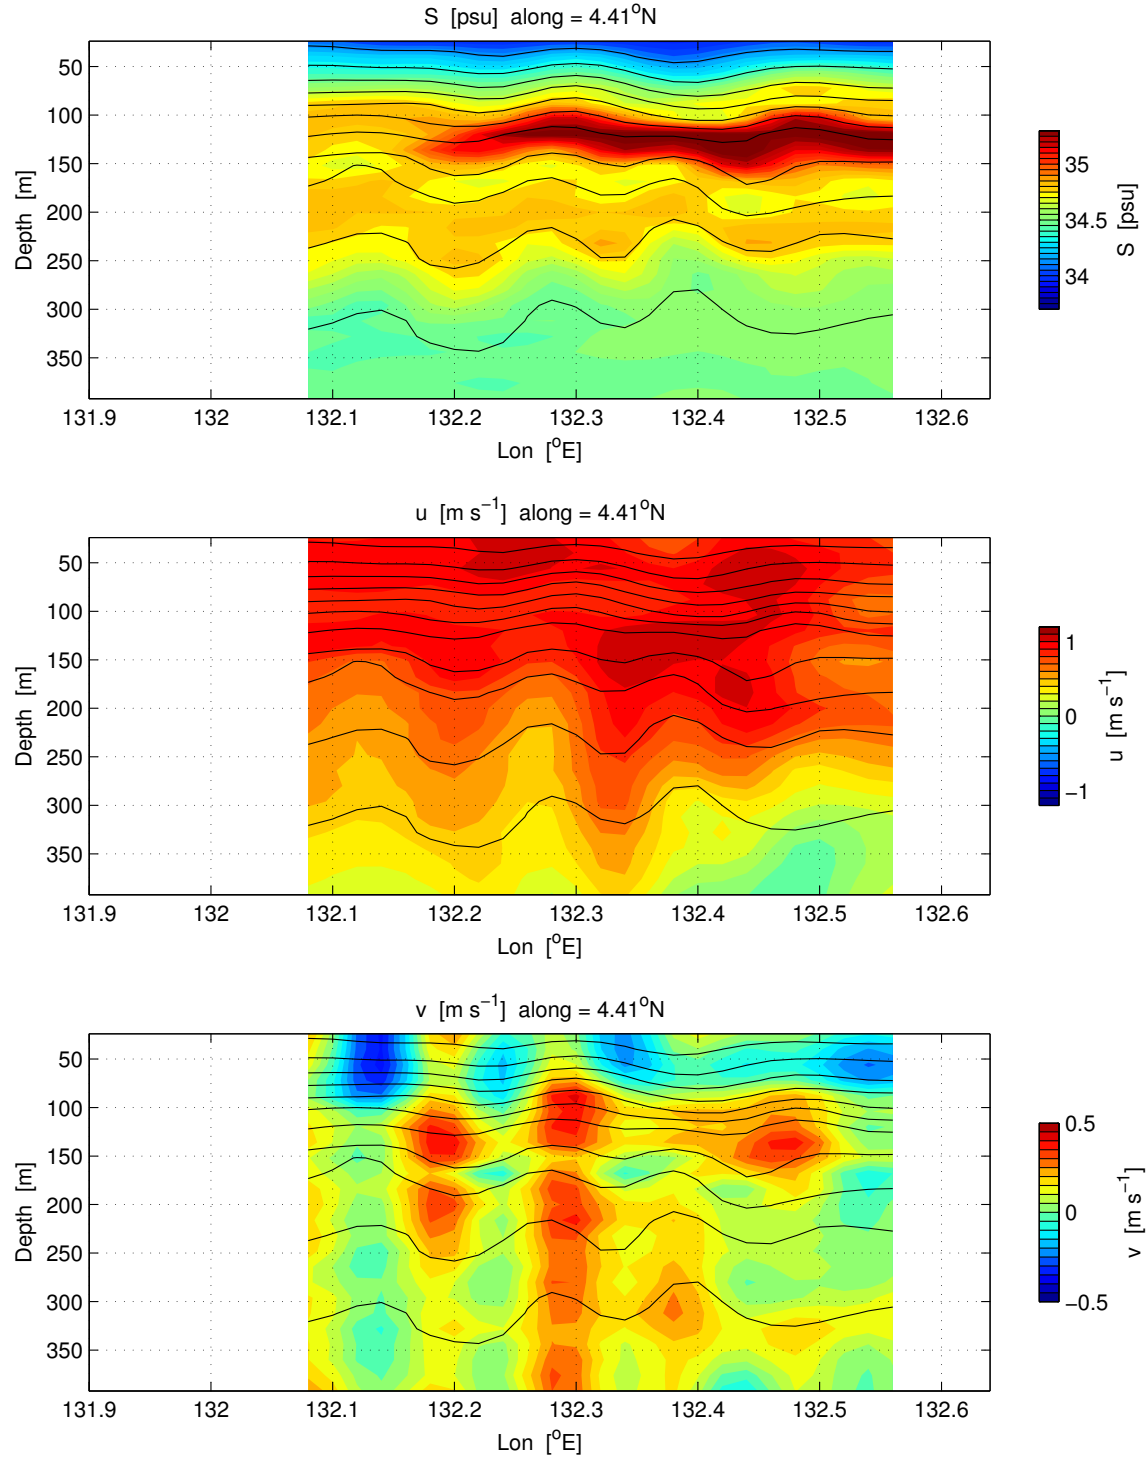 S [psu] along = 4.41°N
50
100
150
200
250
300
350
Depth [m]
131.9 132 132.1 132.2 132.3 132.4 132.5 132.6
Lon [°E]
35
34.5
34
S [psu]
u [m s⁻¹] along = 4.41°N
50
100
150
200
250
300
350
Depth [m]
131.9 132 132.1 132.2 132.3 132.4 132.5 132.6
Lon [°E]
1
0
−1
u [m s⁻¹]
v [m s⁻¹] along = 4.41°N
50
100
150
200
250
300
350
Depth [m]
131.9 132 132.1 132.2 132.3 132.4 132.5 132.6
Lon [°E]
0.5
0
−0.5
v [m s⁻¹]